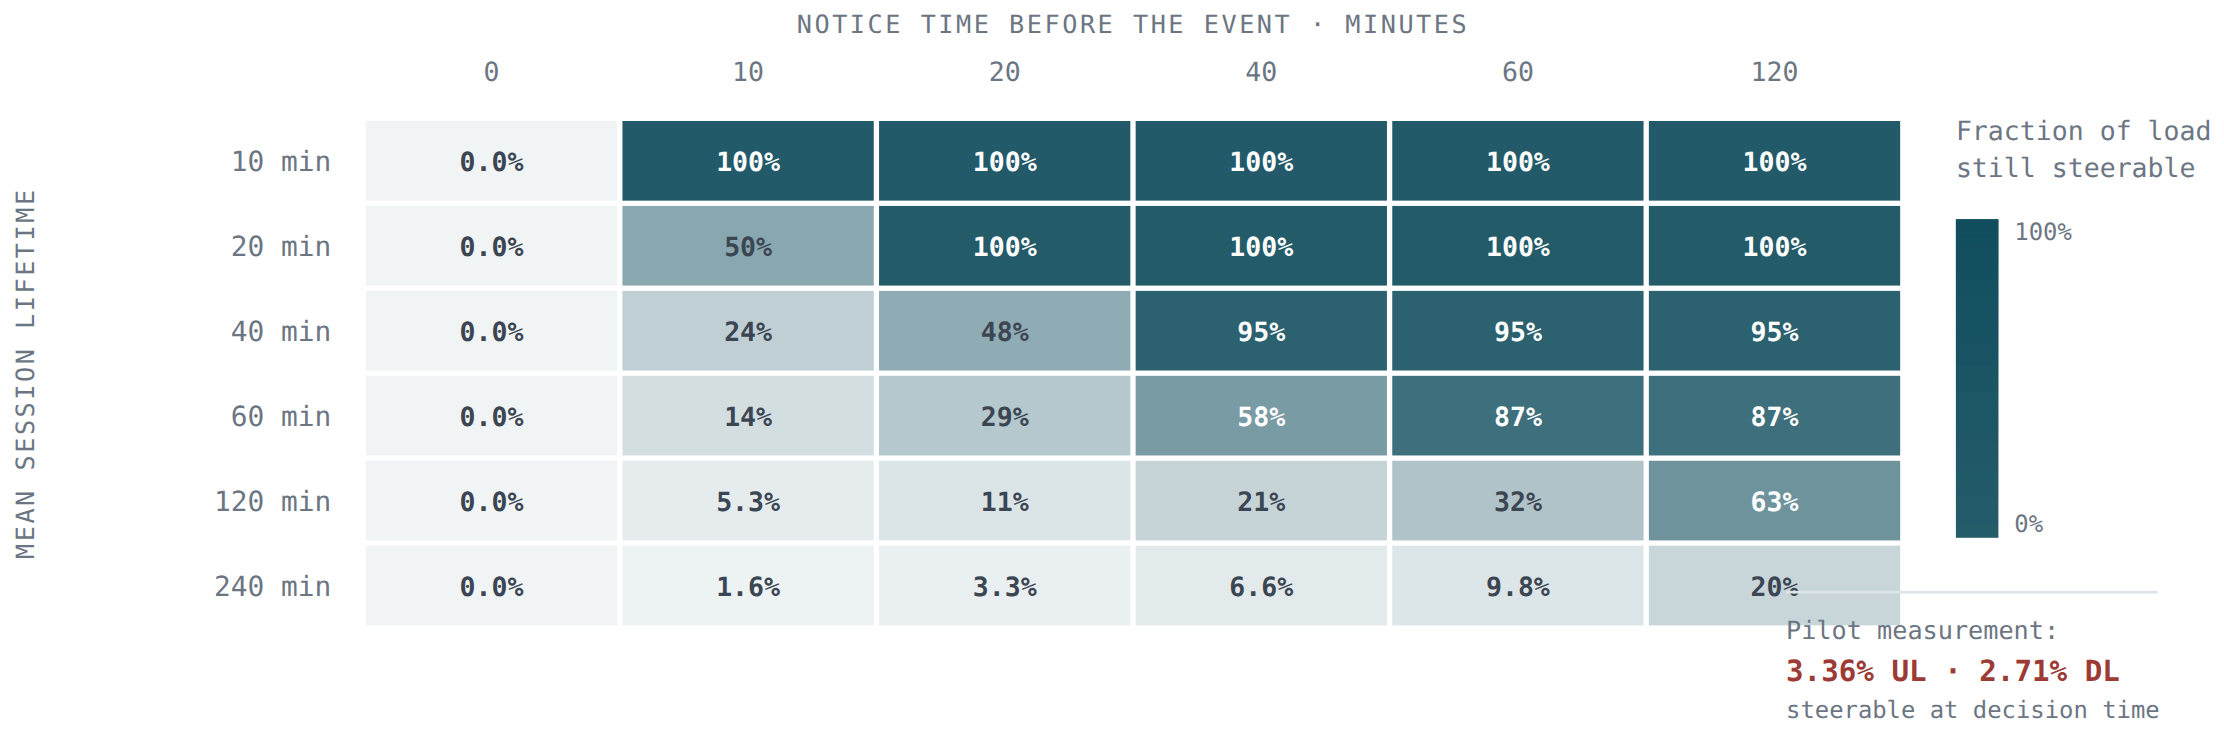 NOTICE TIME BEFORE THE EVENT · MINUTES
0 10 20 40 60 120
MEAN SESSION LIFETIME
10 min 0.0% 100% 100% 100% 100% 100%
20 min 0.0% 50% 100% 100% 100% 100%
40 min 0.0% 24% 48% 95% 95% 95%
60 min 0.0% 14% 29% 58% 87% 87%
120 min 0.0% 5.3% 11% 21% 32% 63%
240 min 0.0% 1.6% 3.3% 6.6% 9.8% 20%
Fraction of load
still steerable
100%
0%
Pilot measurement:
3.36% UL · 2.71% DL
steerable at decision time